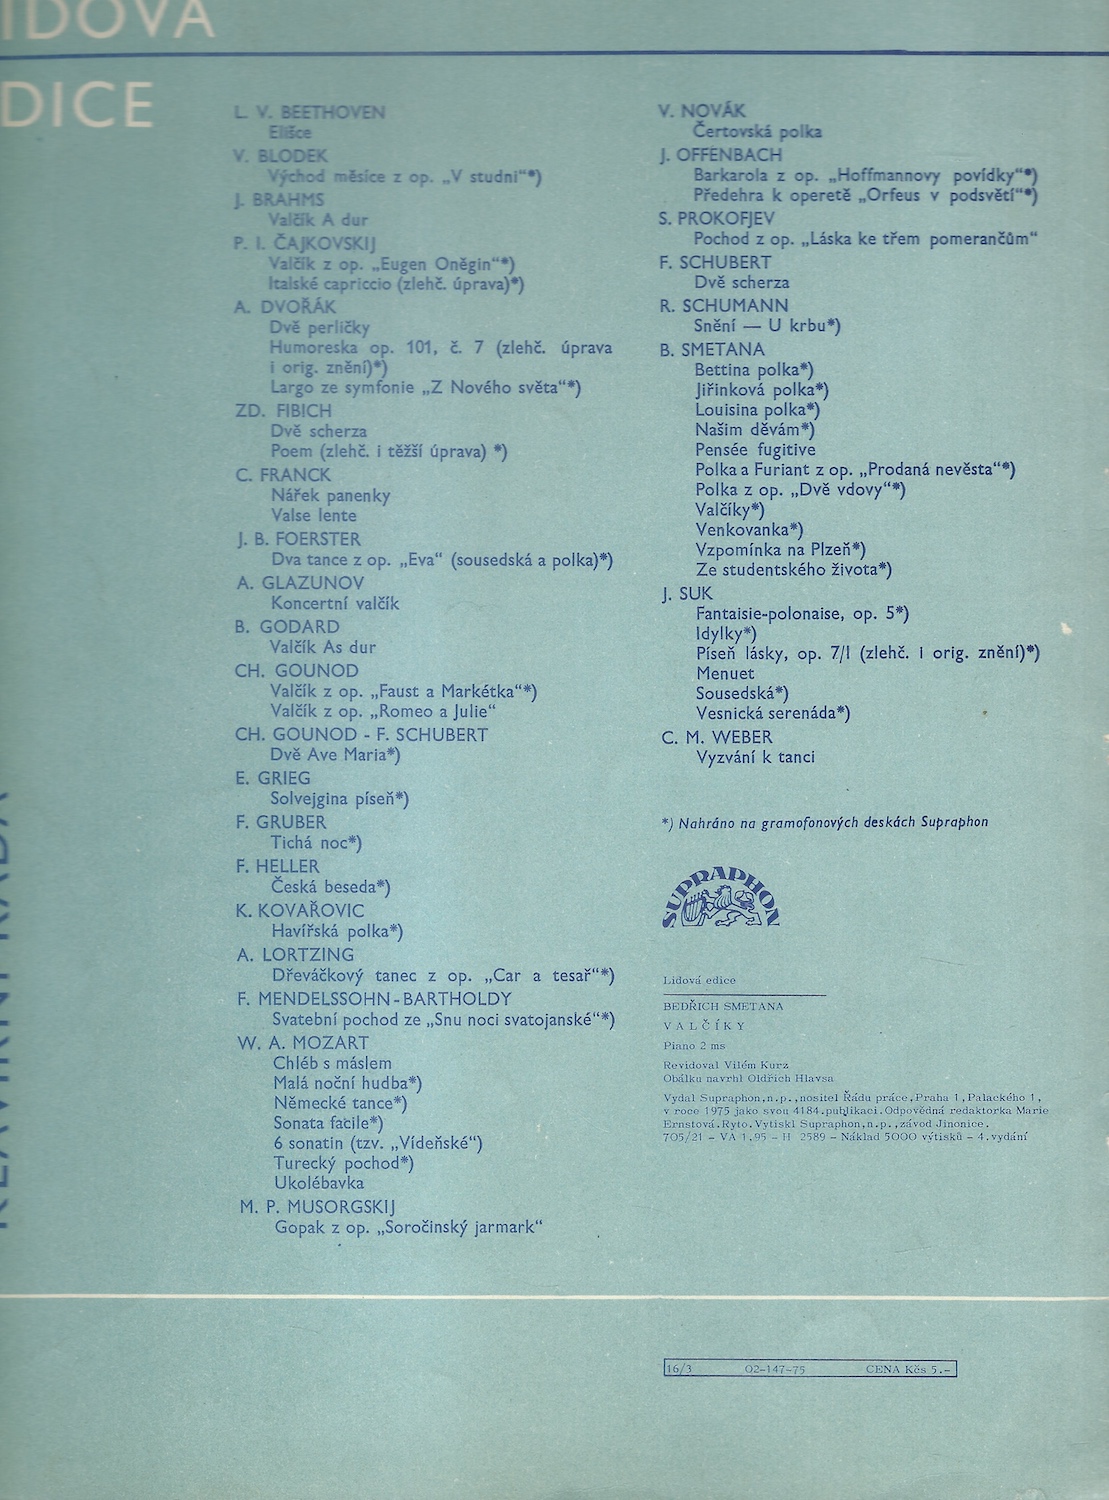 LIDOVÁ
EDICE
L. V. BEETHOVEN
Elišce
V. BLODEK
Východ měsíce z op. „V studni“*)
J. BRAHMS
Valčík A dur
P. I. ČAJKOVSKIJ
Valčík z op. „Eugen Oněgin“*)
Italské capriccio (zlehč. úprava)*)
A. DVOŘÁK
Dvě perličky
Humoreska op. 101, č. 7 (zlehč. úprava
i orig. znění)*)
Largo ze symfonie „Z Nového světa“*)
ZD. FIBICH
Dvě scherza
Poem (zlehč. i těžší úprava) *)
C. FRANCK
Nářek panenky
Valse lente
J. B. FOERSTER
Dva tance z op. „Eva“ (sousedská a polka)*)
A. GLAZUNOV
Koncertní valčík
B. GODARD
Valčík As dur
CH. GOUNOD
Valčík z op. „Faust a Markétka“*)
Valčík z op. „Romeo a Julie“
CH. GOUNOD - F. SCHUBERT
Dvě Ave Maria*)
E. GRIEG
Solvejgina píseň*)
F. GRUBER
Tichá noc*)
F. HELLER
Česká beseda*)
K. KOVAŘOVIC
Havířská polka*)
A. LORTZING
Dřeváčkový tanec z op. „Car a tesař“*)
F. MENDELSSOHN-BARTHOLDY
Svatební pochod ze „Snu noci svatojanské“*)
W. A. MOZART
Chléb s máslem
Malá noční hudba*)
Německé tance*)
Sonata facile*)
6 sonatin (tzv. „Vídeňské“)
Turecký pochod*)
Ukolébavka
M. P. MUSORGSKIJ
Gopak z op. „Soročinský jarmark“
V. NOVÁK
Čertovská polka
J. OFFENBACH
Barkarola z op. „Hoffmannovy povídky“*)
Předehra k operetě „Orfeus v podsvětí“*)
S. PROKOFJEV
Pochod z op. „Láska ke třem pomerančům“
F. SCHUBERT
Dvě scherza
R. SCHUMANN
Snění — U krbu*)
B. SMETANA
Bettina polka*)
Jiřinková polka*)
Louisina polka*)
Našim děvám*)
Pensée fugitive
Polka a Furiant z op. „Prodaná nevěsta“*)
Polka z op. „Dvě vdovy“*)
Valčíky*)
Venkovanka*)
Vzpomínka na Plzeň*)
Ze studentského života*)
J. SUK
Fantaisie-polonaise, op. 5*)
Idylky*)
Píseň lásky, op. 7/I (zlehč. i orig. znění)*)
Menuet
Sousedská*)
Vesnická serenáda*)
C. M. WEBER
Vyzvání k tanci
*) Nahráno na gramofonových deskách Supraphon
SUPRAPHON
Lidová edice
BEDŘICH SMETANA
VALČÍKY
Piano 2 ms
Revidoval Vilém Kurz
Obálku navrhl Oldřich Hlavsa
Vydal Supraphon, n. p., nositel Řádu práce, Praha 1, Palackého 1,
v roce 1975 jako svou 4184. publikaci. Odpovědná redaktorka Marie
Ernstová. Ryto. Vytiskl Supraphon, n. p., závod Jinonice.
705/21 – VA 1,95 – H 2589 – Náklad 5000 výtisků – 4. vydání
16/3 02-147-75 CENA Kčs 5.-